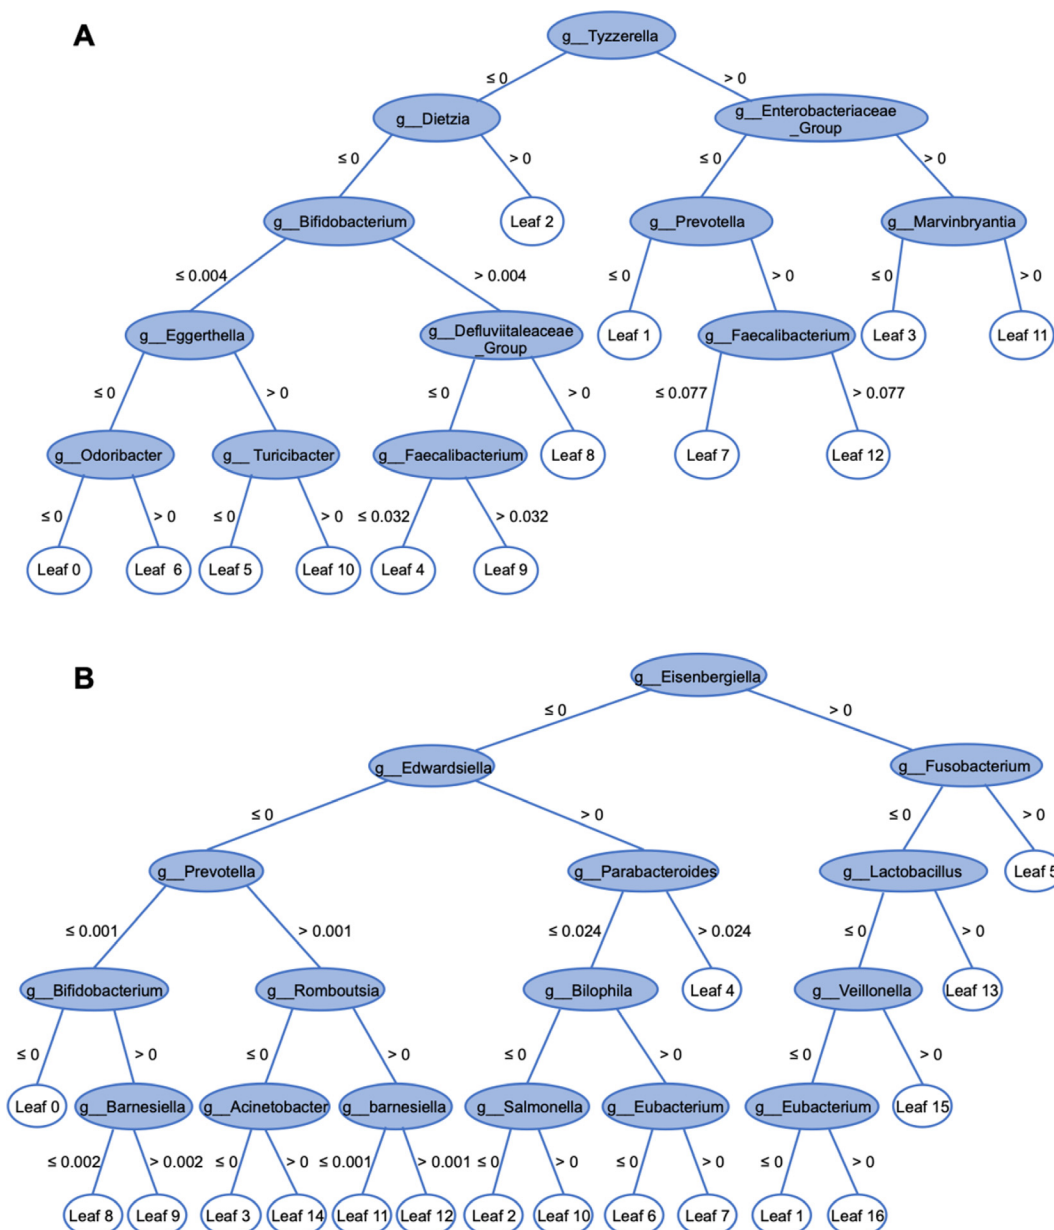 A
g__Tyzzerella
≤ 0
> 0
g__Dietzia
g__Enterobacteriaceae
_Group
≤ 0
> 0
≤ 0
> 0
g__Bifidobacterium
Leaf 2
g__Prevotella
g__Marvinbryantia
≤ 0.004
> 0.004
≤ 0
> 0
≤ 0
> 0
g__Eggerthella
g__Defluviitaleaceae
_Group
Leaf 1
g__Faecalibacterium
Leaf 3
Leaf 11
≤ 0
> 0
≤ 0
> 0
≤ 0.077
> 0.077
g__Odoribacter
g__ Turicibacter
g__Faecalibacterium
Leaf 8
Leaf 7
Leaf 12
≤ 0
> 0
≤ 0
> 0
≤ 0.032
> 0.032
Leaf 0
Leaf 6
Leaf 5
Leaf 10
Leaf 4
Leaf 9
B
g__Eisenbergiella
≤ 0
> 0
g__Edwardsiella
g__Fusobacterium
≤ 0
> 0
≤ 0
> 0
g__Prevotella
g__Parabacteroides
g__Lactobacillus
Leaf 5
≤ 0.001
> 0.001
≤ 0.024
> 0.024
≤ 0
> 0
g__Bifidobacterium
g__Romboutsia
g__Bilophila
Leaf 4
g__Veillonella
Leaf 13
≤ 0
> 0
≤ 0
> 0
≤ 0
> 0
≤ 0
> 0
Leaf 0
g__Barnesiella
g__Acinetobacter
g__barnesiella
g__Salmonella
g__Eubacterium
g__Eubacterium
Leaf 15
≤ 0.002
> 0.002
≤ 0
> 0
≤ 0.001
> 0.001
≤ 0
> 0
≤ 0
> 0
≤ 0
> 0
Leaf 8
Leaf 9
Leaf 3
Leaf 14
Leaf 11
Leaf 12
Leaf 2
Leaf 10
Leaf 6
Leaf 7
Leaf 1
Leaf 16